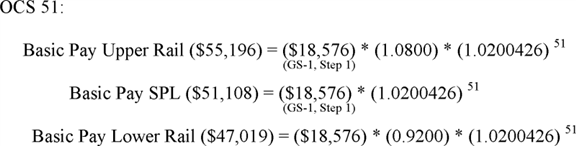 OCS 51:
Basic Pay Upper Rail ($55,196) = ($18,576) * (1.0800) * (1.0200426) 51
(GS-1, Step 1)
Basic Pay SPL ($51,108) = ($18,576) * (1.0200426) 51
(GS-1, Step 1)
Basic Pay Lower Rail ($47,019) = ($18,576) * (0.9200) * (1.0200426) 51